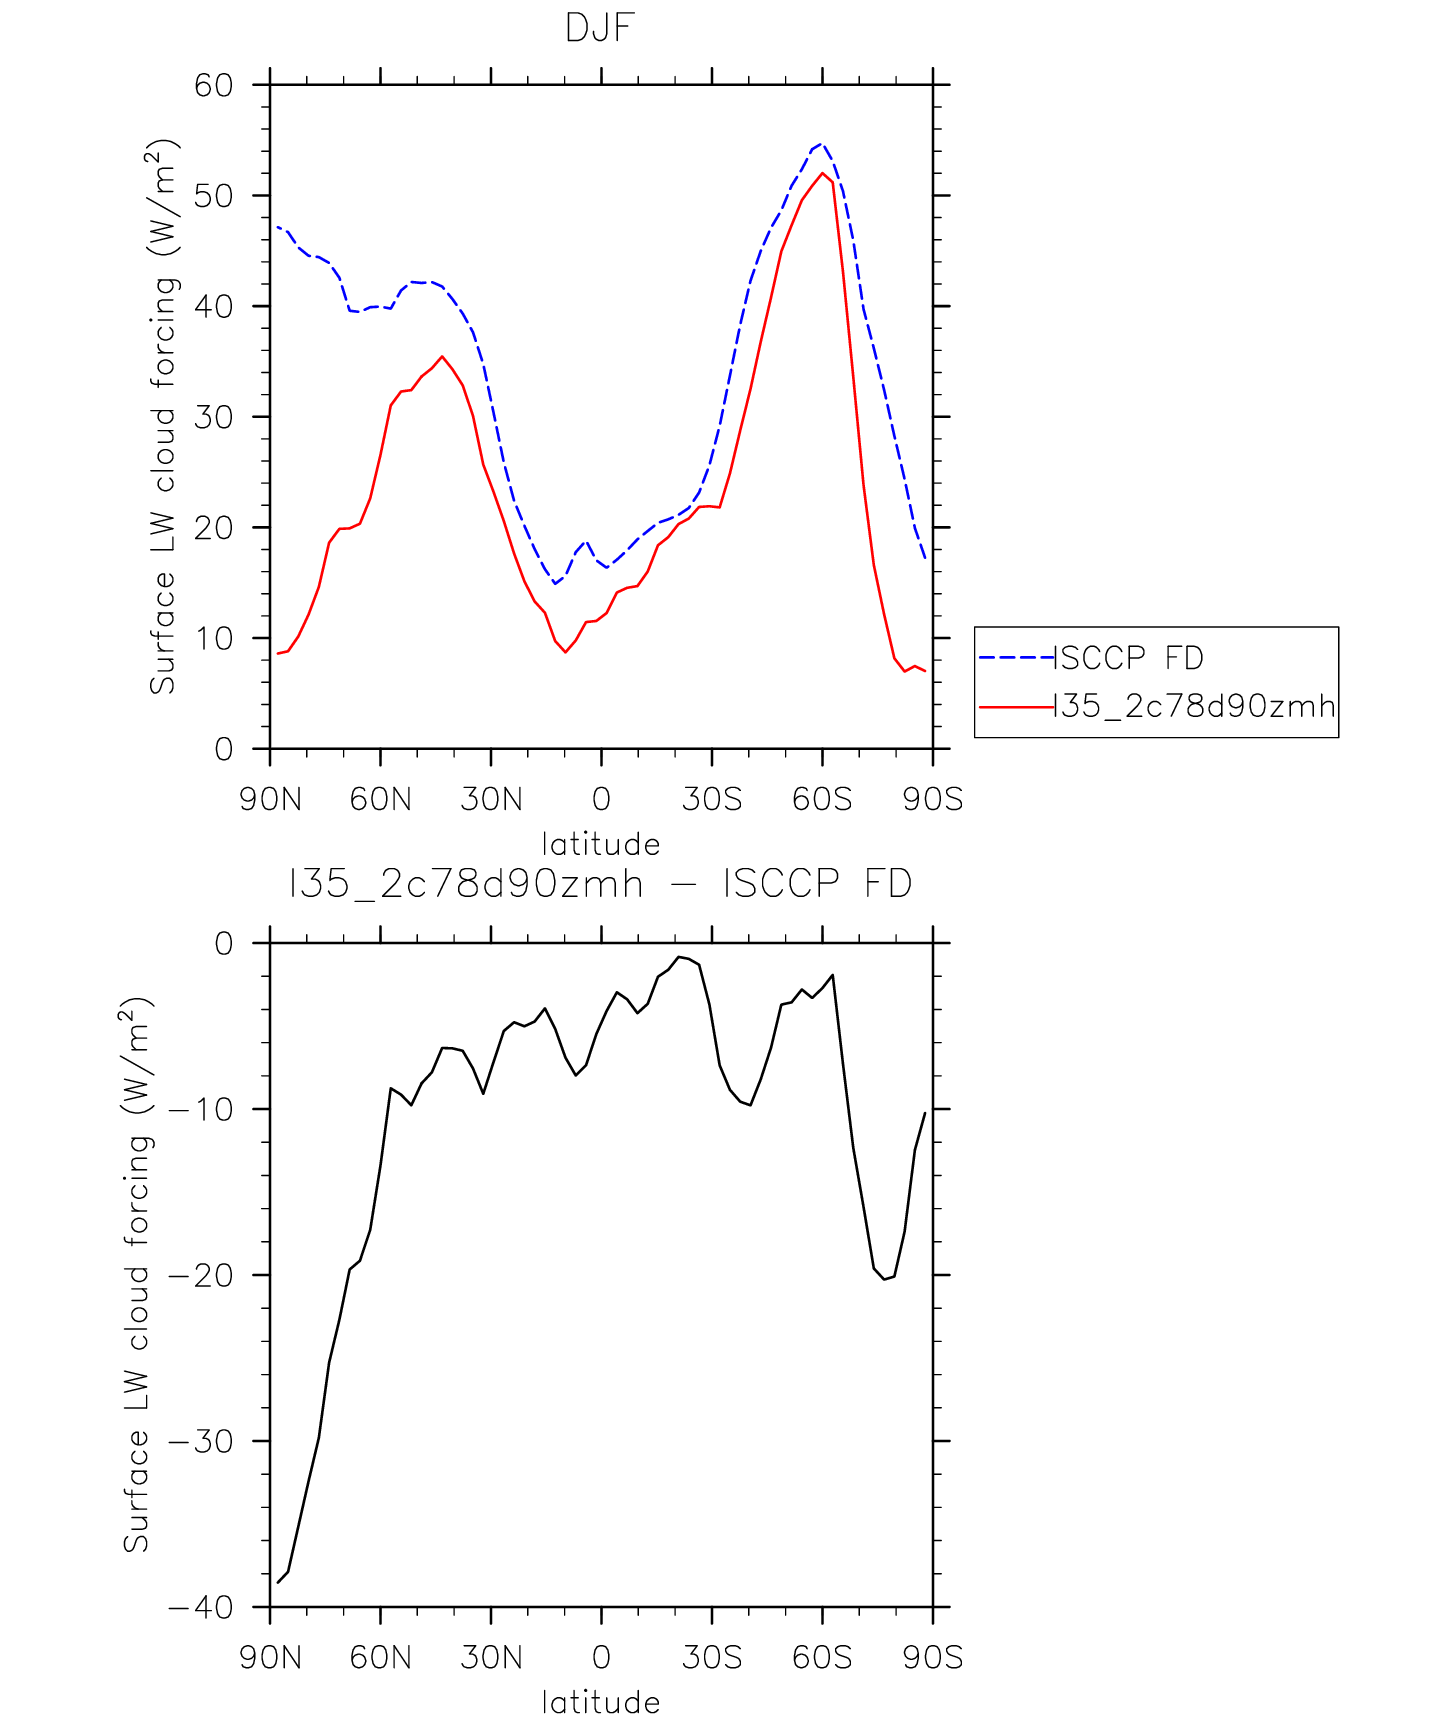 DJF
Surface LW cloud forcing (W/m²)
60
50
40
30
20
10
0
90N 60N 30N 0 30S 60S 90S
latitude
ISCCP FD
I35_2c78d90zmh
I35_2c78d90zmh − ISCCP FD
Surface LW cloud forcing (W/m²)
0
−10
−20
−30
−40
90N 60N 30N 0 30S 60S 90S
latitude